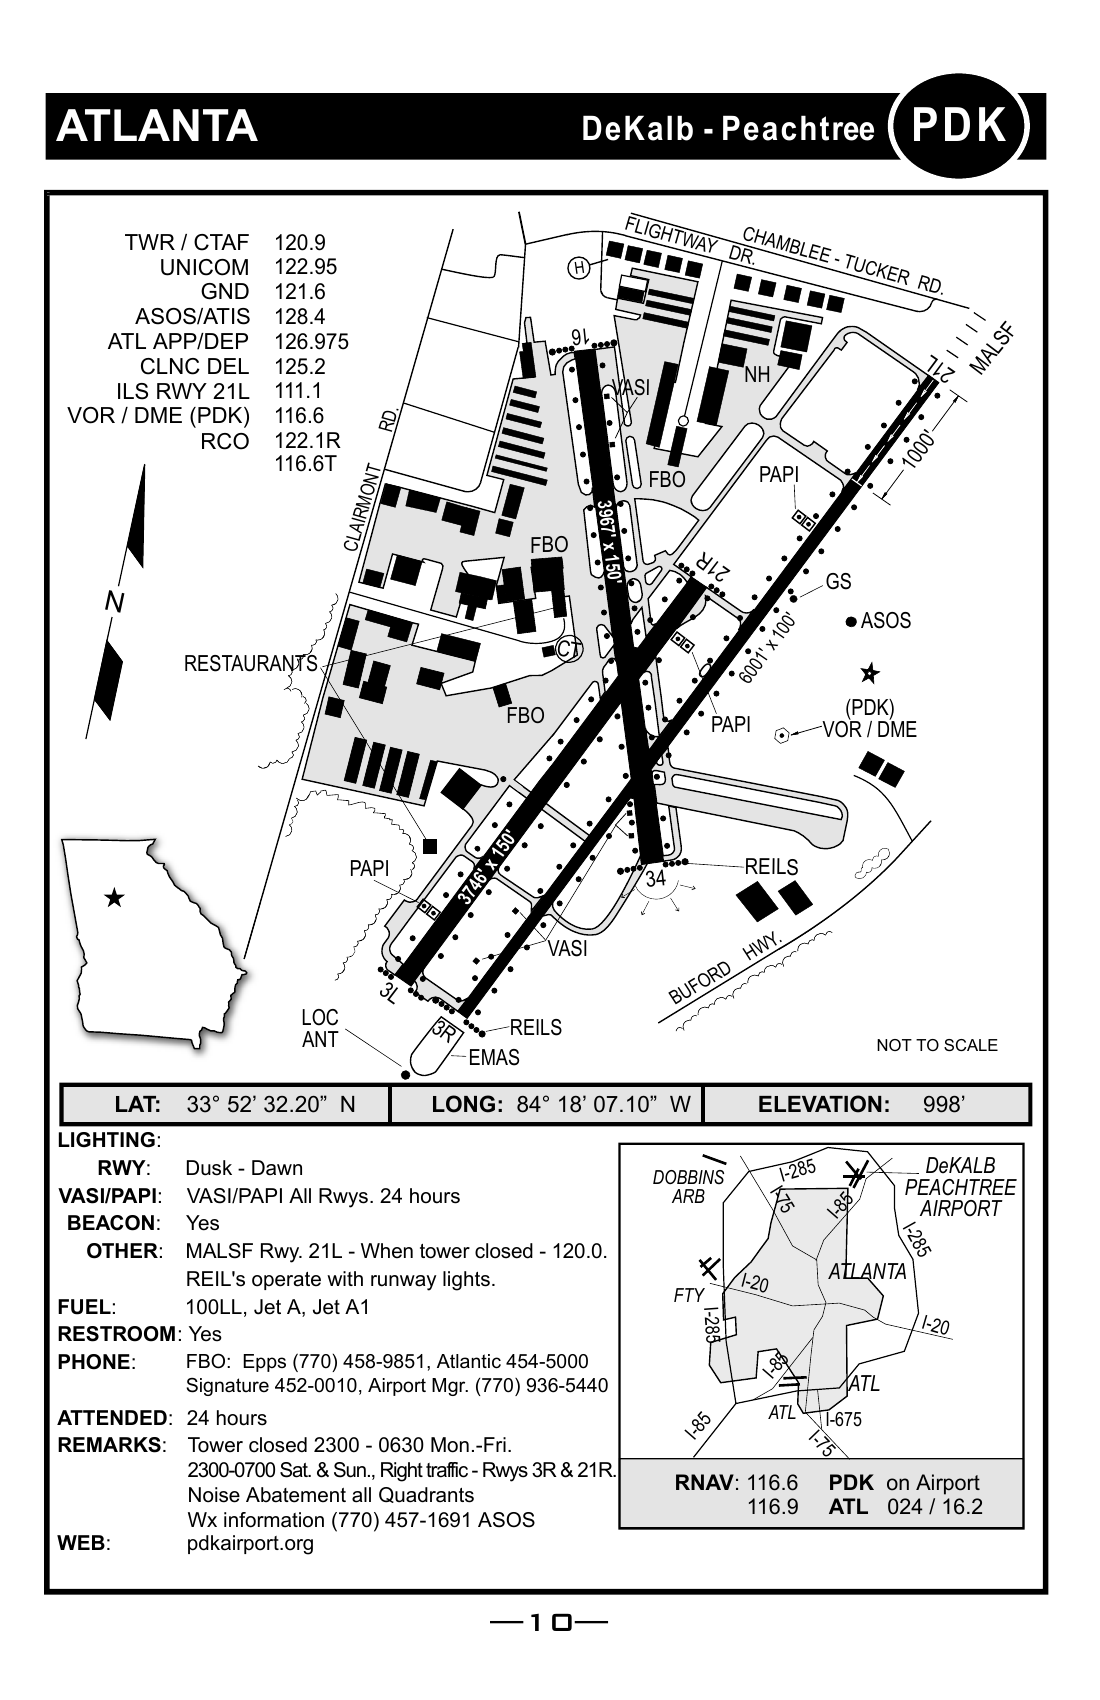 ATLANTA
DeKalb - Peachtree
PDK
TWR / CTAF 120.9
UNICOM 122.95
GND 121.6
ASOS/ATIS 128.4
ATL APP/DEP 126.975
CLNC DEL 125.2
ILS RWY 21L 111.1
VOR / DME (PDK) 116.6
RCO 122.1R
116.6T
FLIGHTWAY DR.
CHAMBLEE - TUCKER RD.
H
MALSF
16
21L
VASI
NH
1000'
CLAIRMONT RD.
FBO
PAPI
3967' x 150'
FBO
21R
GS
N
ASOS
6001' x 100'
CT
RESTAURANTS
(PDK)
VOR / DME
FBO
PAPI
3746' x 150'
PAPI
REILS
34
VASI
BUFORD HWY.
3L
LOC
ANT
3R
REILS
EMAS
NOT TO SCALE
LAT: 33° 52’ 32.20” N
LONG: 84° 18’ 07.10” W
ELEVATION: 998’
LIGHTING:
RWY: Dusk - Dawn
VASI/PAPI: VASI/PAPI All Rwys. 24 hours
BEACON: Yes
OTHER: MALSF Rwy. 21L - When tower closed - 120.0.
REIL's operate with runway lights.
FUEL: 100LL, Jet A, Jet A1
RESTROOM: Yes
PHONE: FBO: Epps (770) 458-9851, Atlantic 454-5000
Signature 452-0010, Airport Mgr. (770) 936-5440
ATTENDED: 24 hours
REMARKS: Tower closed 2300 - 0630 Mon.-Fri.
2300-0700 Sat. & Sun., Right traffic - Rwys 3R & 21R.
Noise Abatement all Quadrants
Wx information (770) 457-1691 ASOS
WEB: pdkairport.org
DOBBINS
ARB
I-285
I-75
I-85
DeKALB
PEACHTREE
AIRPORT
I-285
ATLANTA
FTY
I-20
I-285
I-20
I-85
ATL
ATL
I-85
I-675
I-75
RNAV: 116.6 PDK on Airport
116.9 ATL 024 / 16.2
10